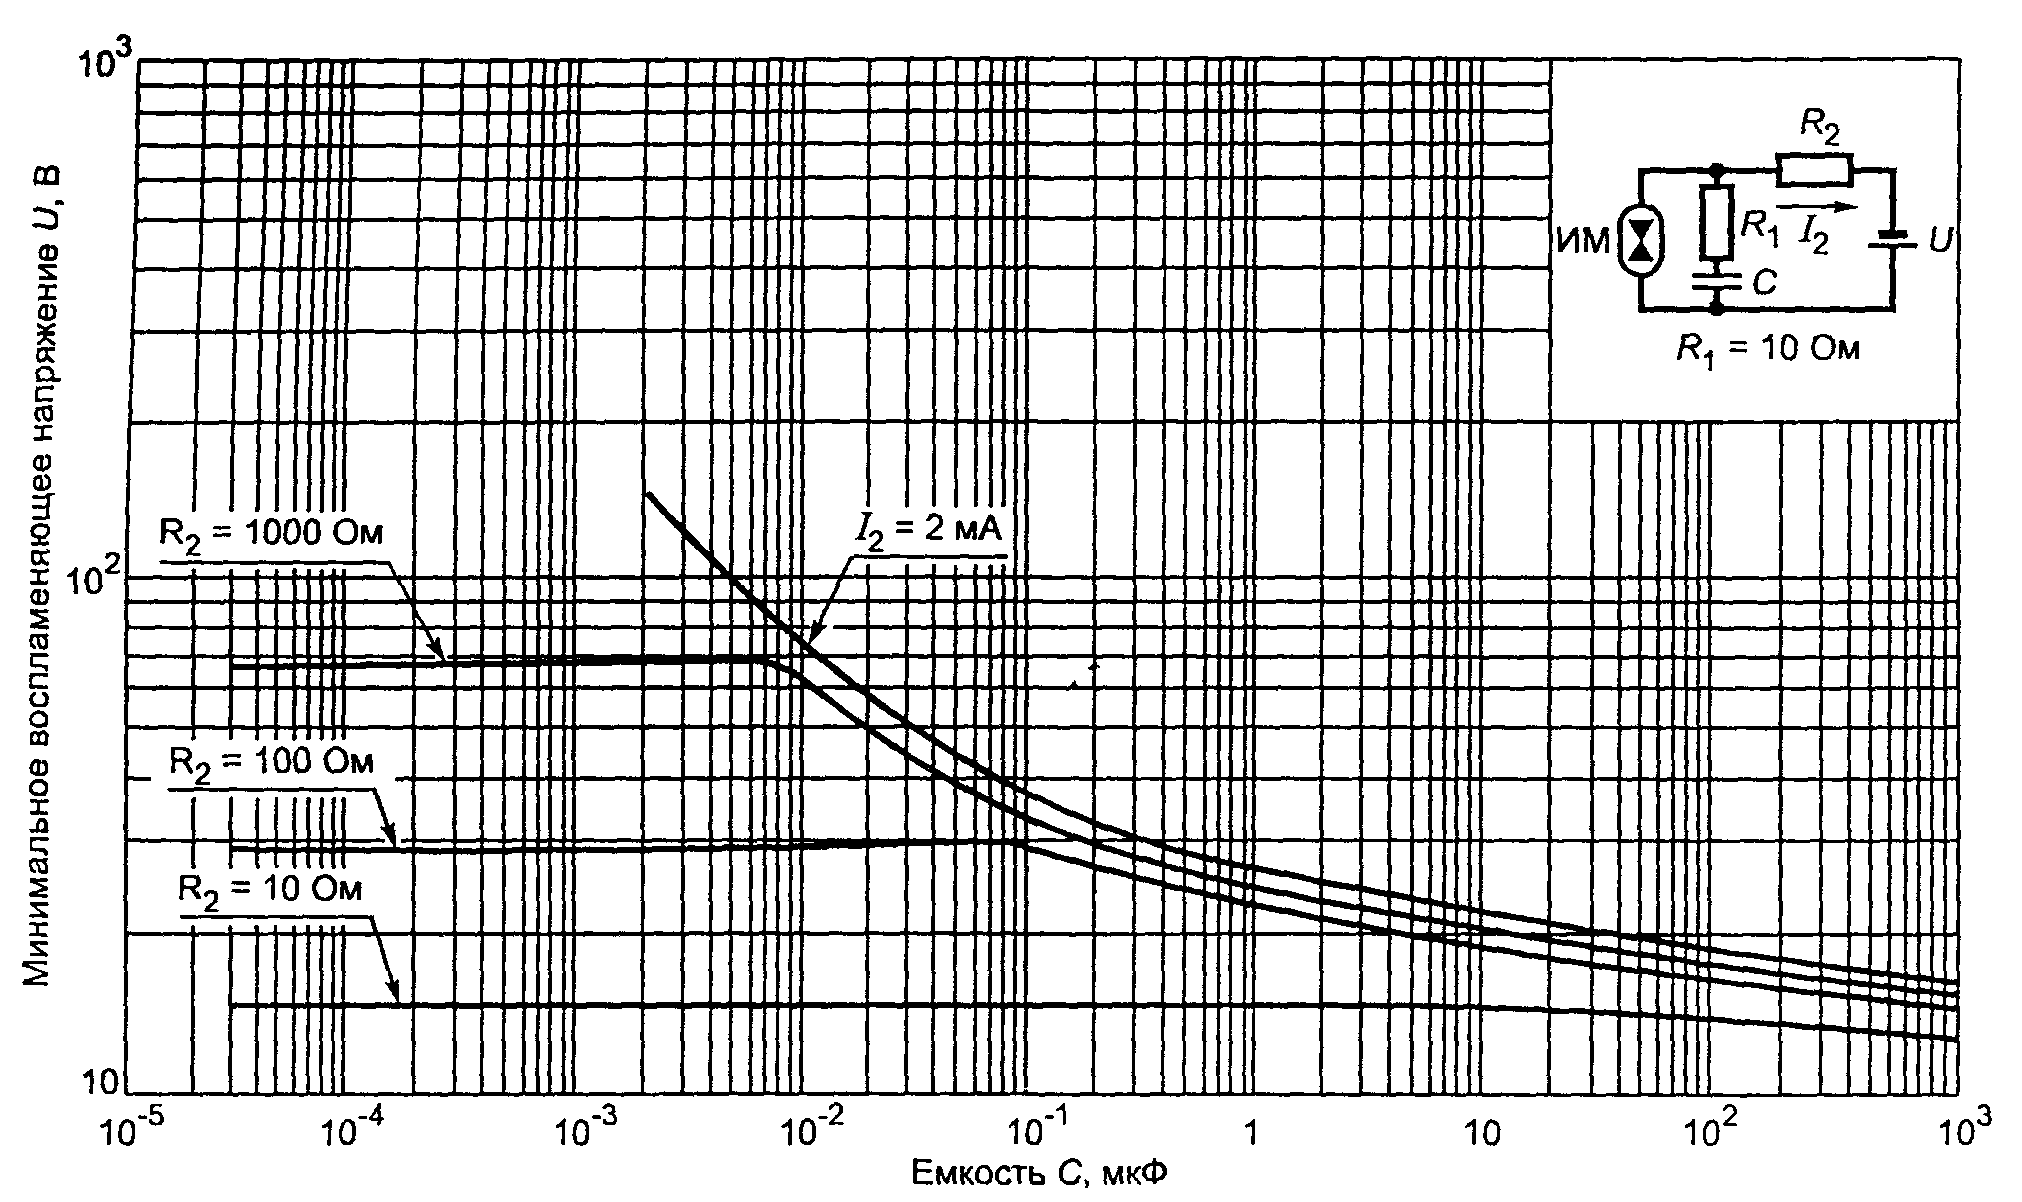 10³
Минимальное воспламеняющее напряжение U, В
R₂
ИМ
R₁
I₂
U
C
R₁ = 10 Ом
R₂ = 1000 Ом
I₂ = 2 мА
10²
R₂ = 100 Ом
R₂ = 10 Ом
10
10⁻⁵ 10⁻⁴ 10⁻³ 10⁻² 10⁻¹ 1 10 10² 10³
Емкость C, мкФ